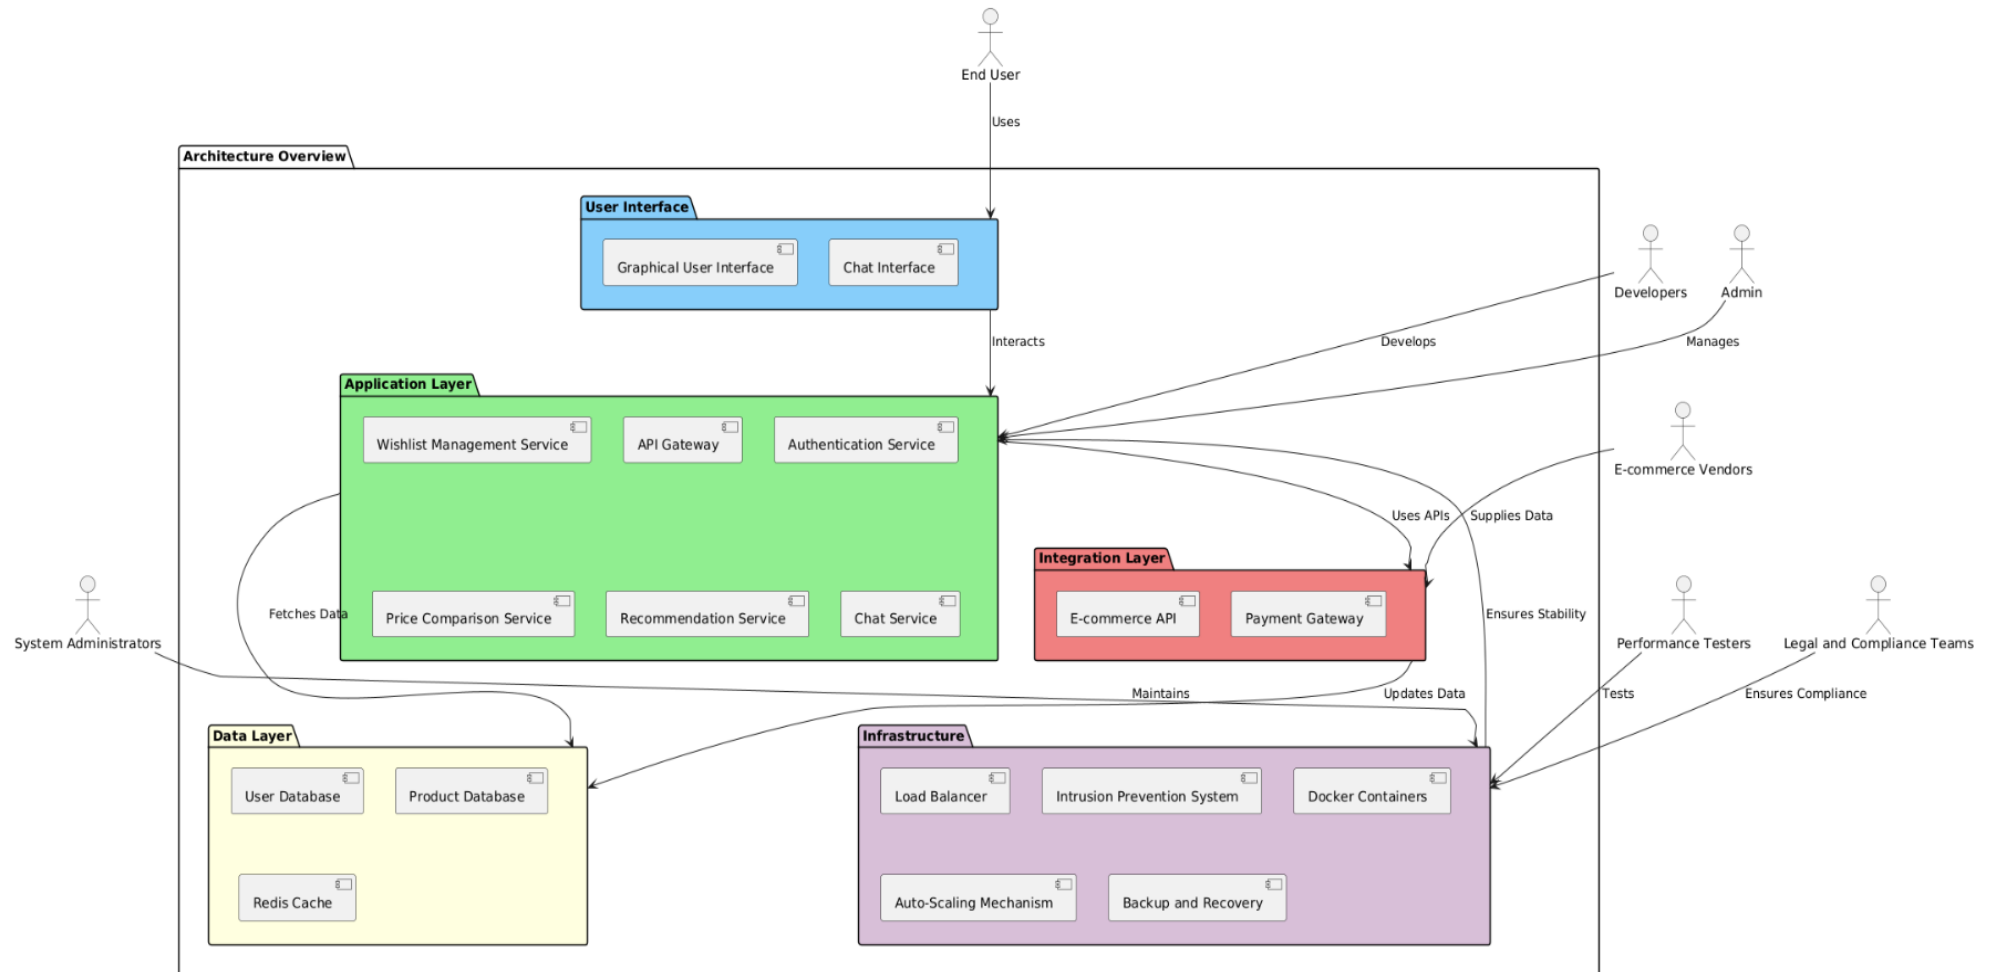 End User
Uses
Architecture Overview
User Interface
Graphical User Interface
Chat Interface
Developers
Admin
Interacts
Develops
Manages
Application Layer
Wishlist Management Service
API Gateway
Authentication Service
E-commerce Vendors
Uses APIs
Supplies Data
Integration Layer
Price Comparison Service
Recommendation Service
Chat Service
E-commerce API
Payment Gateway
Fetches Data
Ensures Stability
System Administrators
Performance Testers
Legal and Compliance Teams
Maintains
Updates Data
Tests
Ensures Compliance
Data Layer
User Database
Product Database
Redis Cache
Infrastructure
Load Balancer
Intrusion Prevention System
Docker Containers
Auto-Scaling Mechanism
Backup and Recovery